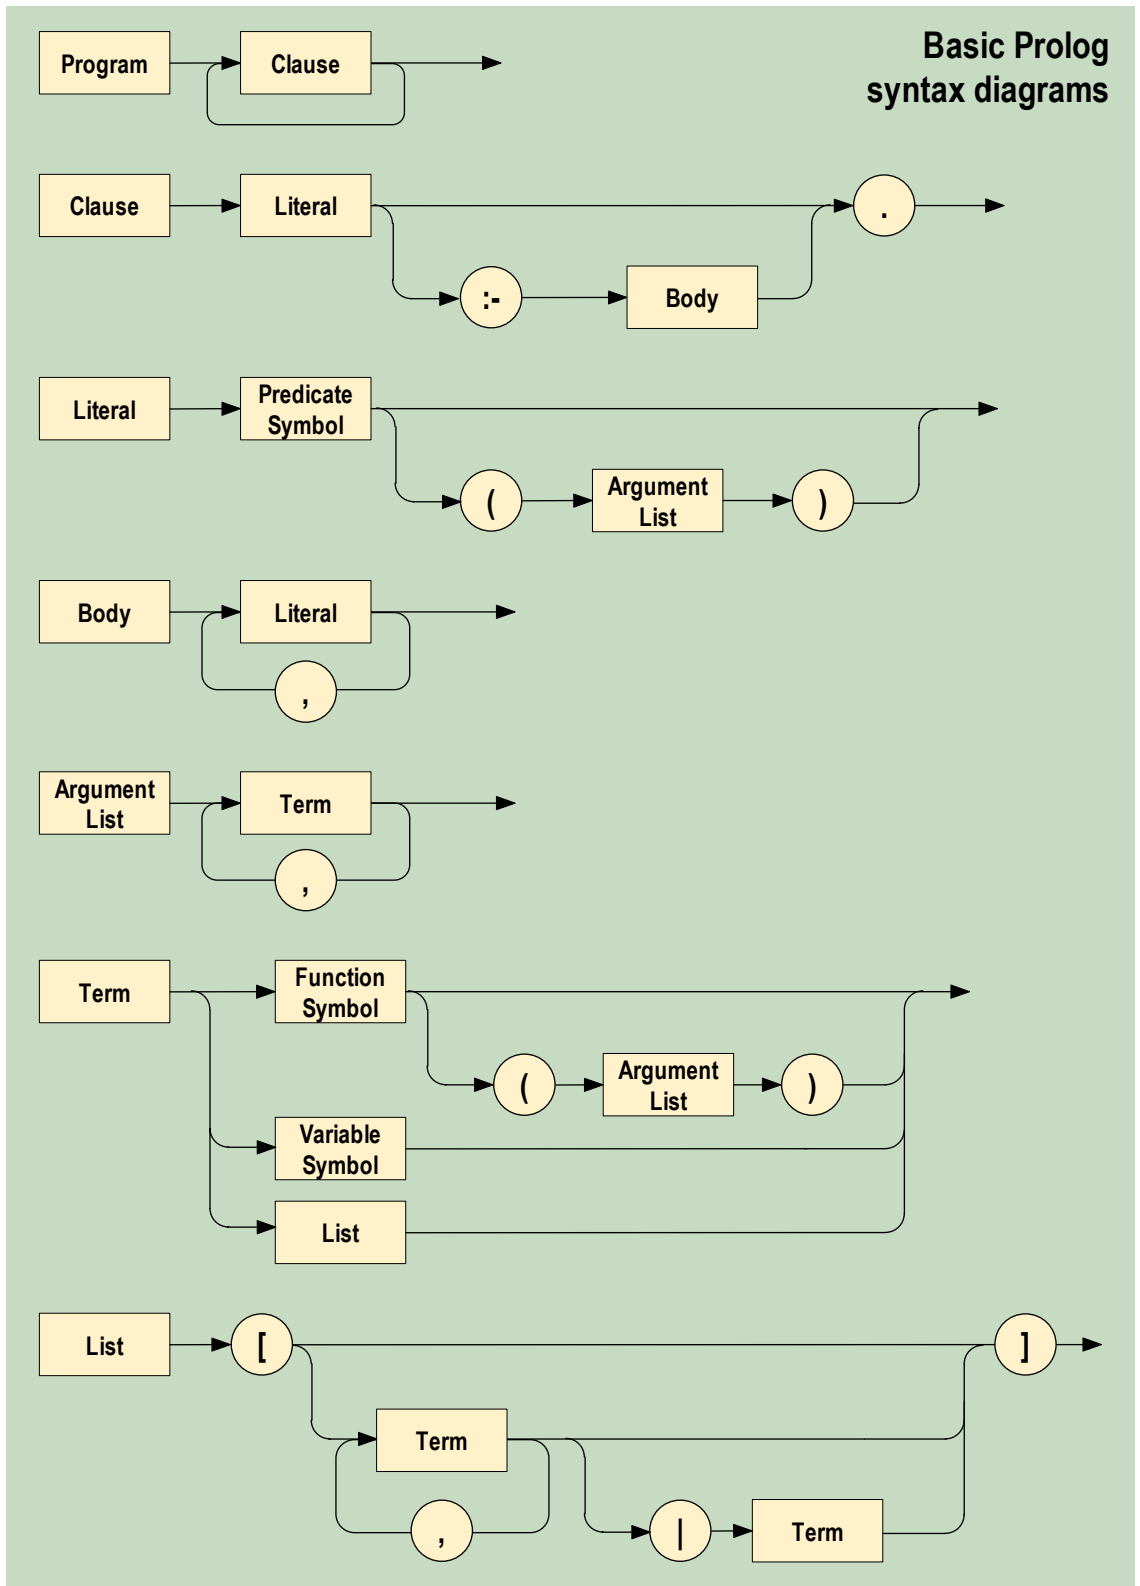 Basic Prolog
syntax diagrams
Program
Clause
Clause
Literal
.
:-
Body
Literal
Predicate
Symbol
(
Argument
List
)
Body
Literal
,
Argument
List
Term
,
Term
Function
Symbol
(
Argument
List
)
Variable
Symbol
List
List
[
]
Term
,
|
Term